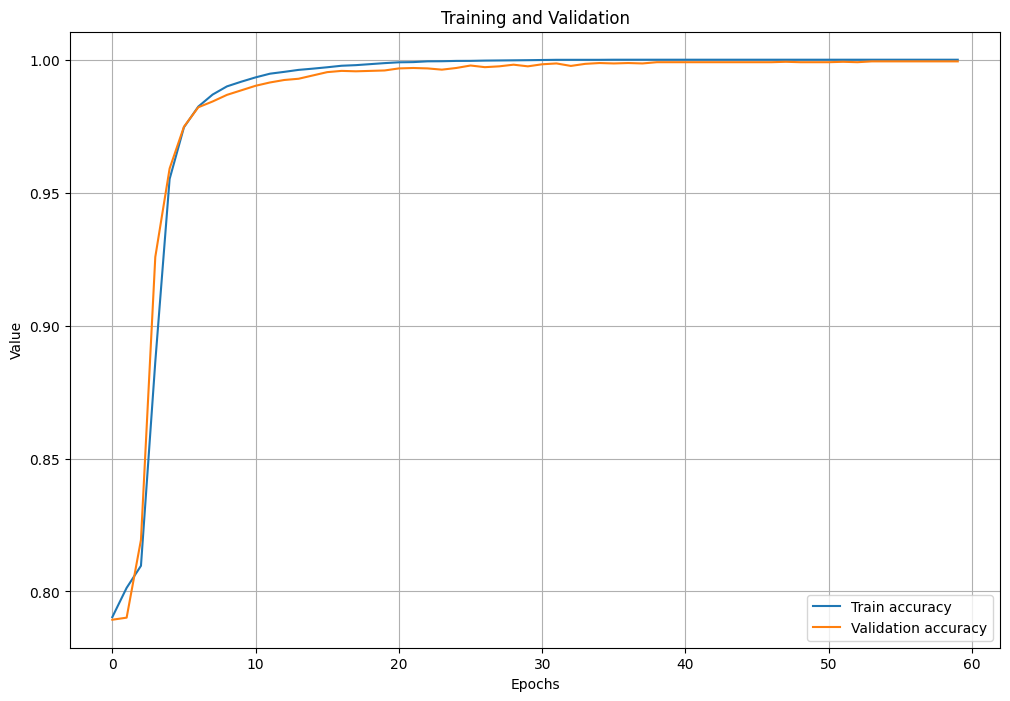 Training and Validation
1.00
0.95
0.90
0.85
0.80
Value
0 10 20 30 40 50 60
Epochs
Train accuracy
Validation accuracy